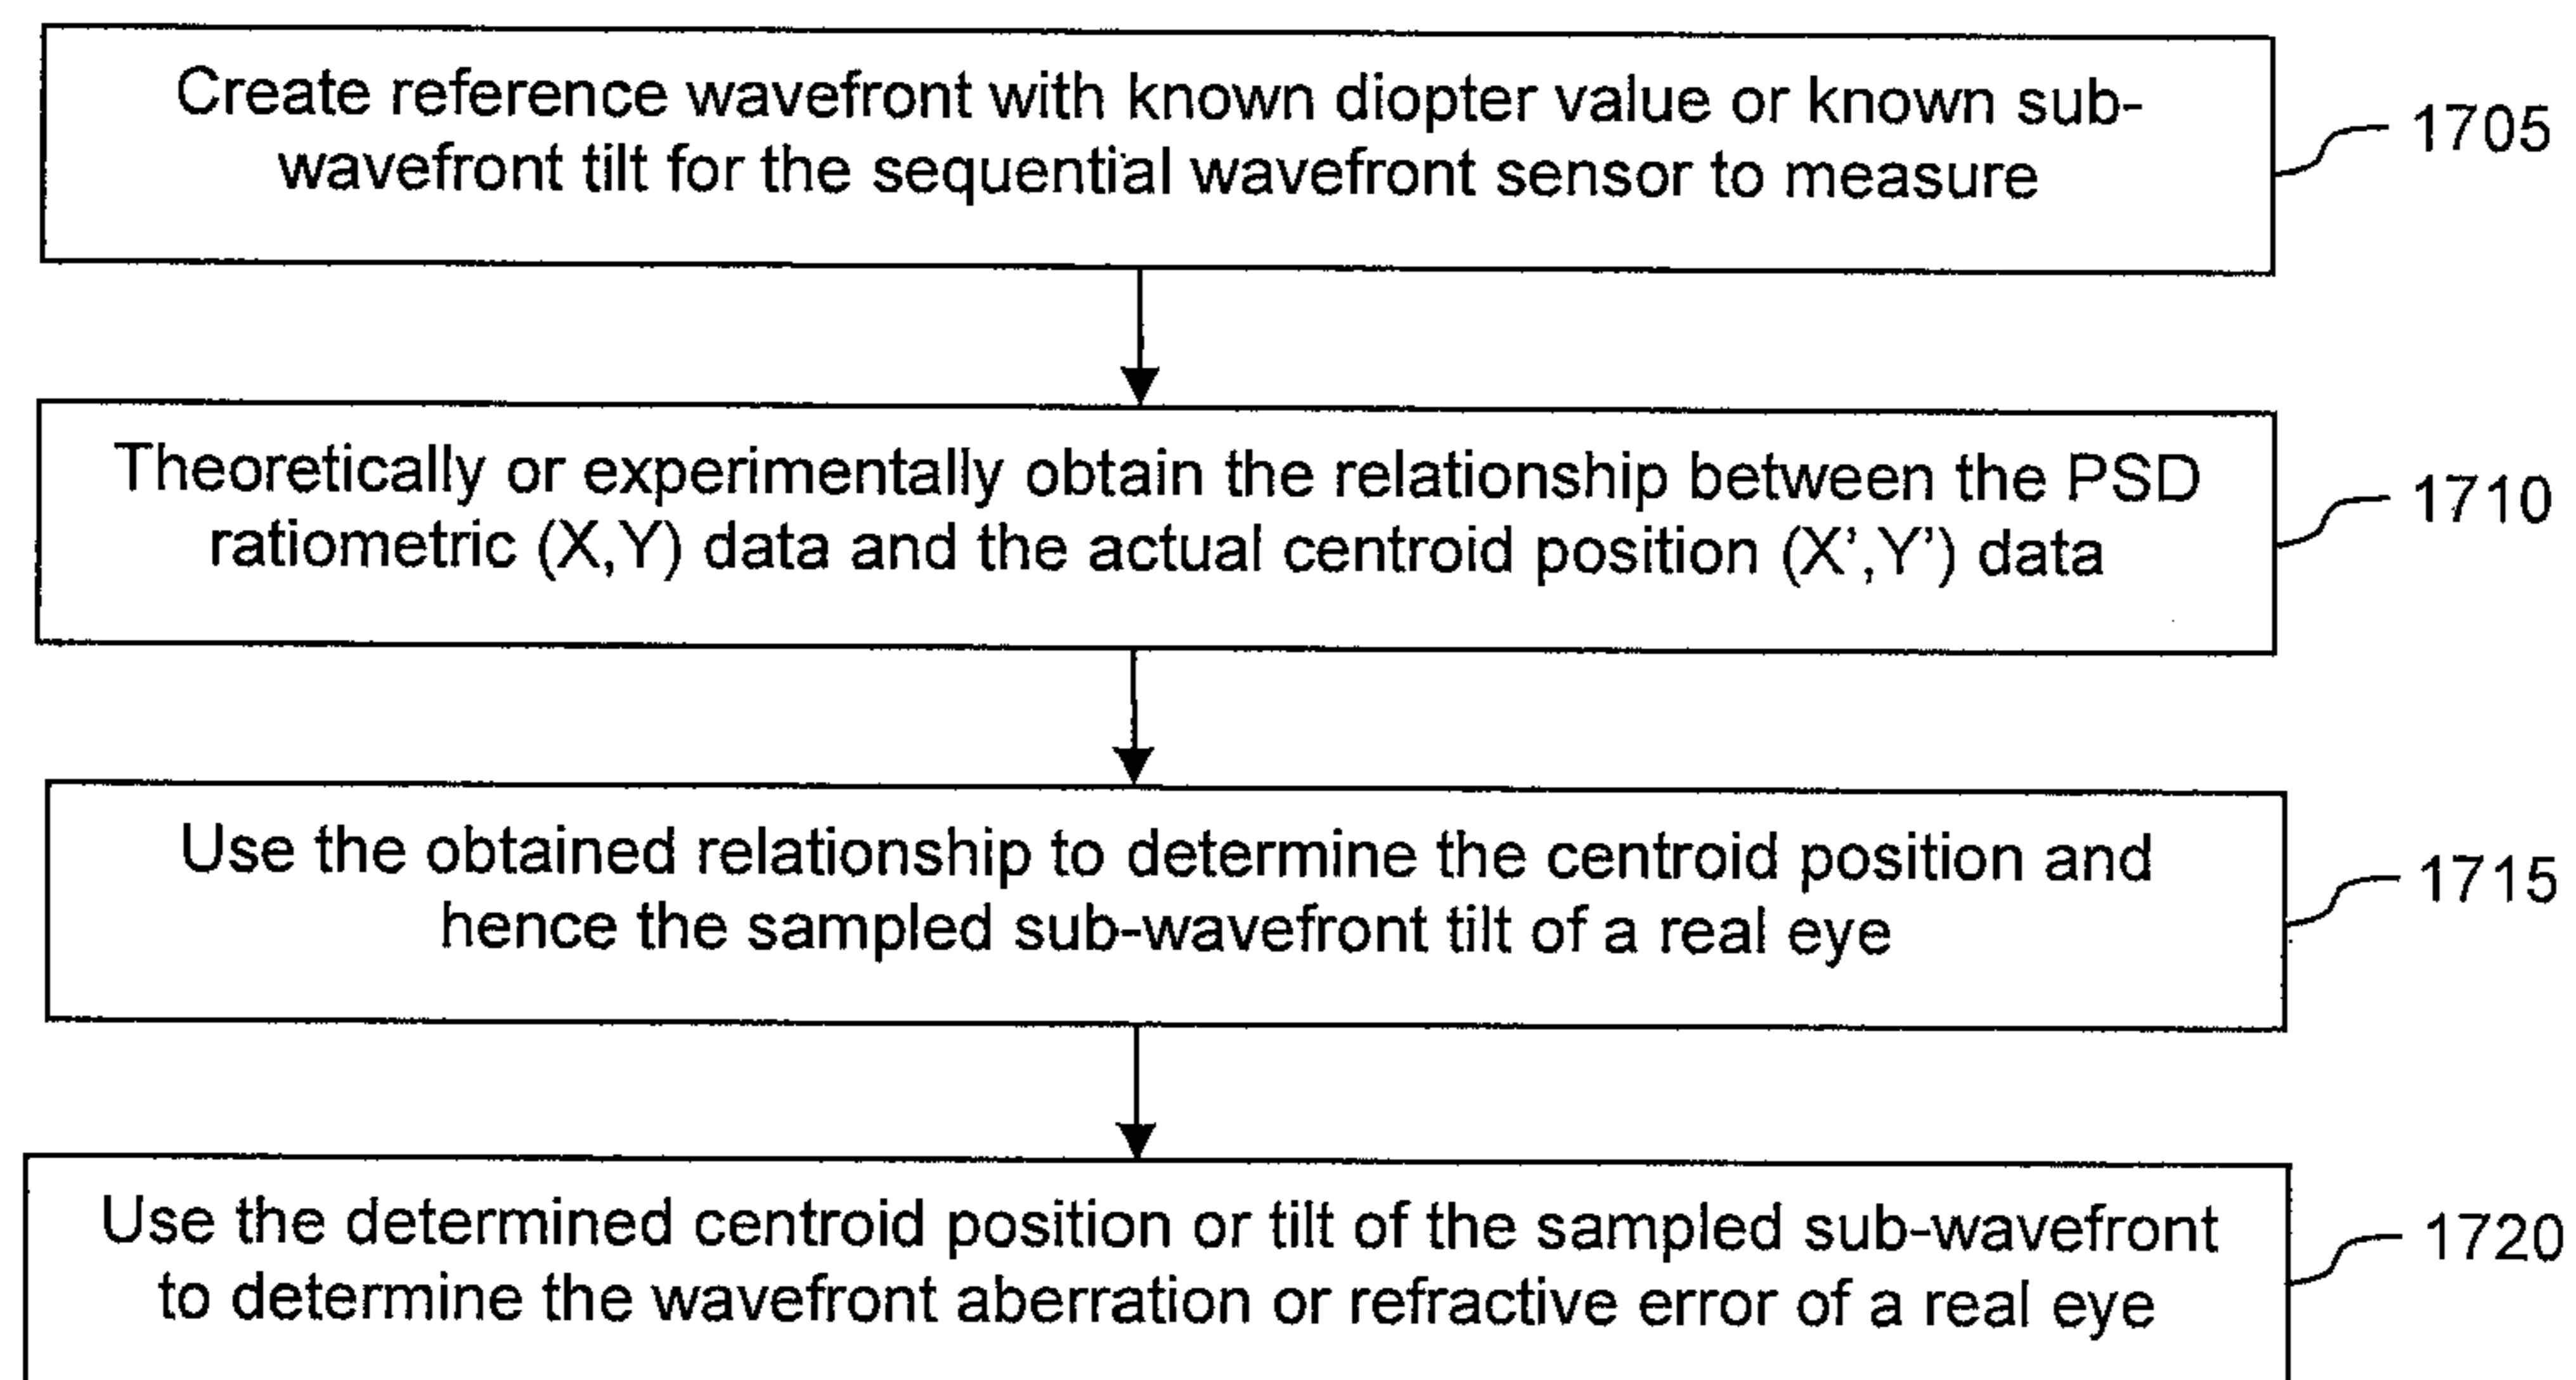 Create reference wavefront with known diopter value or known sub-
wavefront tilt for the sequential wavefront sensor to measure
1705
Theoretically or experimentally obtain the relationship between the PSD
ratiometric (X,Y) data and the actual centroid position (X’,Y’) data
1710
Use the obtained relationship to determine the centroid position and
hence the sampled sub-wavefront tilt of a real eye
1715
Use the determined centroid position or tilt of the sampled sub-wavefront
to determine the wavefront aberration or refractive error of a real eye
1720